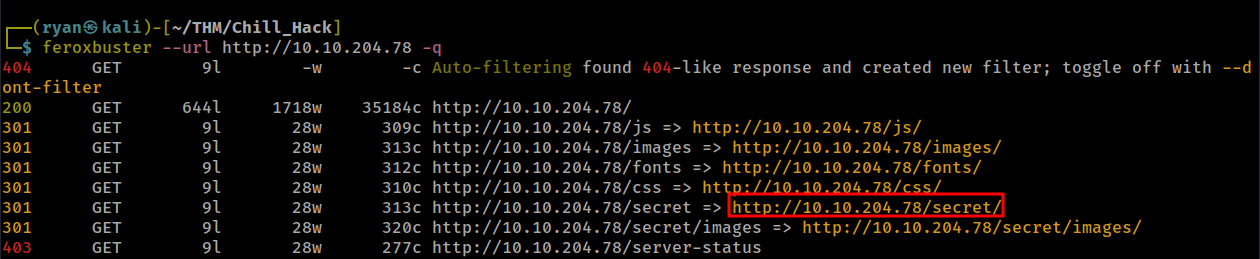 (ryan㉿kali)-[~/THM/Chill_Hack]
$ feroxbuster --url http://10.10.204.78 -q
404 GET 9l -w -c Auto-filtering found 404-like response and created new filter; toggle off with --d
ont-filter
200 GET 644l 1718w 35184c http://10.10.204.78/
301 GET 9l 28w 309c http://10.10.204.78/js => http://10.10.204.78/js/
301 GET 9l 28w 313c http://10.10.204.78/images => http://10.10.204.78/images/
301 GET 9l 28w 312c http://10.10.204.78/fonts => http://10.10.204.78/fonts/
301 GET 9l 28w 310c http://10.10.204.78/css => http://10.10.204.78/css/
301 GET 9l 28w 313c http://10.10.204.78/secret => http://10.10.204.78/secret/
301 GET 9l 28w 320c http://10.10.204.78/secret/images => http://10.10.204.78/secret/images/
403 GET 9l 28w 277c http://10.10.204.78/server-status